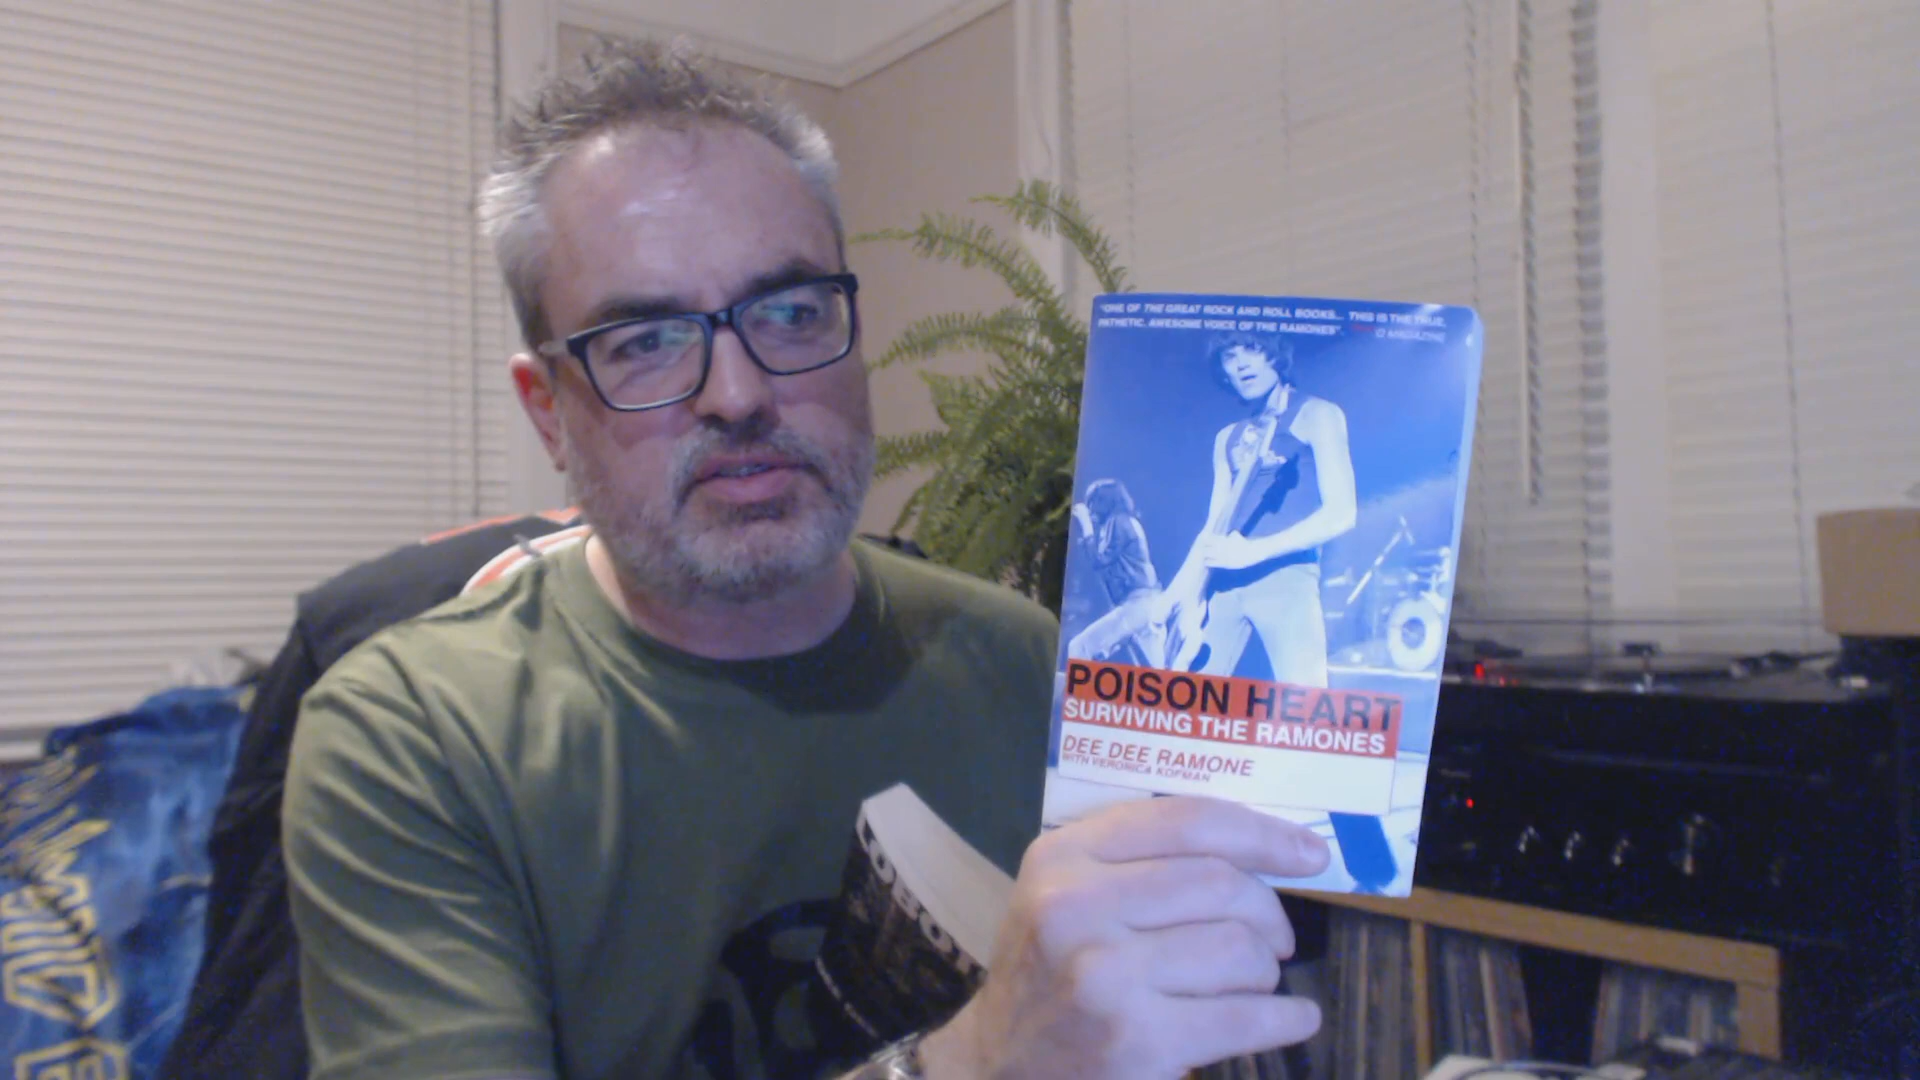 "ONE OF THE GREAT ROCK AND ROLL BOOKS... THIS IS THE TRUE,
PATHETIC, AWESOME VOICE OF THE RAMONES".
Q MAGAZINE
POISON HEART
SURVIVING THE RAMONES
DEE DEE RAMONE
WITH VERONICA KOFMAN